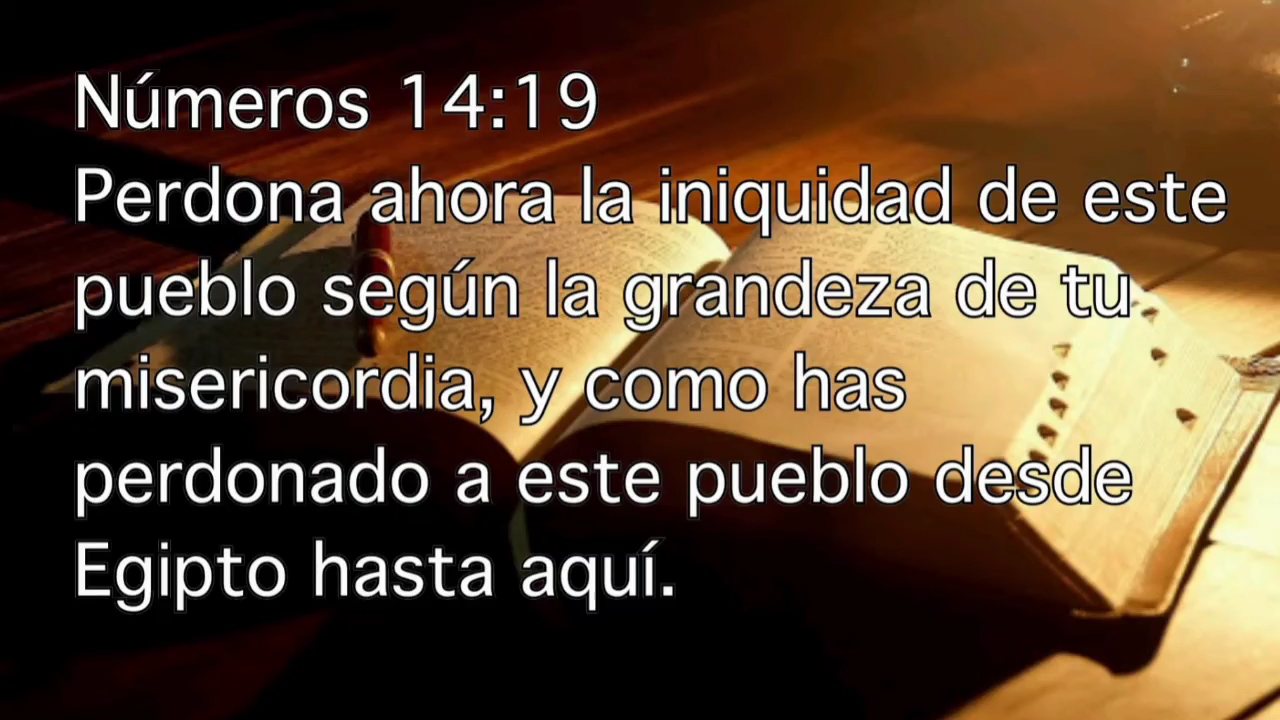 Números 14:19
Perdona ahora la iniquidad de este
pueblo según la grandeza de tu
misericordia, y como has
perdonado a este pueblo desde
Egipto hasta aquí.